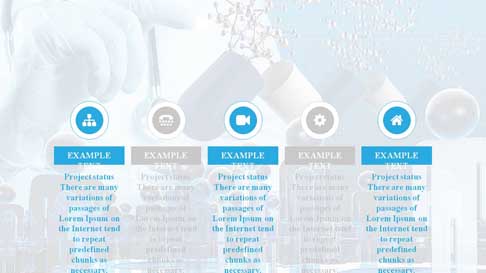 EXAMPLE
TEXT
Project status
There are many
variations of
passages of
Lorem Ipsum on
the Internet tend
to repeat
predefined
chunks as
necessary.
EXAMPLE
TEXT
Project status
There are many
variations of
passages of
Lorem Ipsum on
the Internet tend
to repeat
predefined
chunks as
necessary.
EXAMPLE
TEXT
Project status
There are many
variations of
passages of
Lorem Ipsum on
the Internet tend
to repeat
predefined
chunks as
necessary.
EXAMPLE
TEXT
Project status
There are many
variations of
passages of
Lorem Ipsum on
the Internet tend
to repeat
predefined
chunks as
necessary.
EXAMPLE
TEXT
Project status
There are many
variations of
passages of
Lorem Ipsum on
the Internet tend
to repeat
predefined
chunks as
necessary.